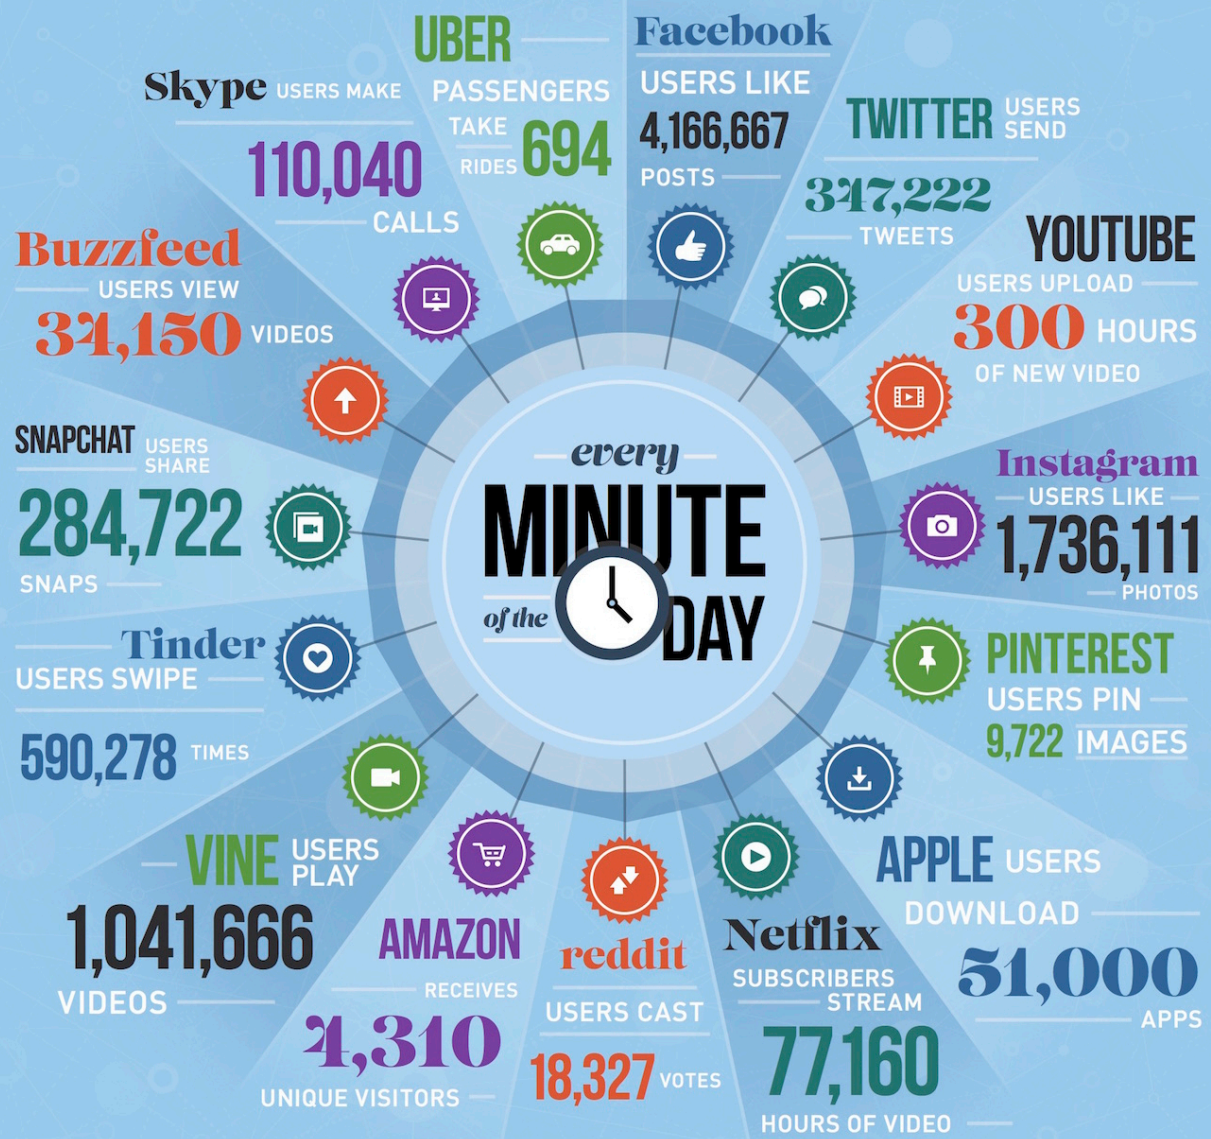 every
MINUTE
of the DAY
Facebook
USERS LIKE
4,166,667
POSTS
TWITTER USERS
SEND
347,222
TWEETS
YOUTUBE
USERS UPLOAD
300 HOURS
OF NEW VIDEO
Instagram
USERS LIKE
1,736,111
PHOTOS
PINTEREST
USERS PIN
9,722 IMAGES
APPLE USERS
DOWNLOAD
51,000
APPS
Netflix
SUBSCRIBERS
STREAM
77,160
HOURS OF VIDEO
reddit
USERS CAST
18,327 VOTES
AMAZON
RECEIVES
4,310
UNIQUE VISITORS
VINE USERS
PLAY
1,041,666
VIDEOS
Tinder
USERS SWIPE
590,278 TIMES
SNAPCHAT USERS
SHARE
284,722
SNAPS
Buzzfeed
USERS VIEW
34,150 VIDEOS
Skype USERS MAKE
110,040
CALLS
UBER
PASSENGERS
TAKE
RIDES 694